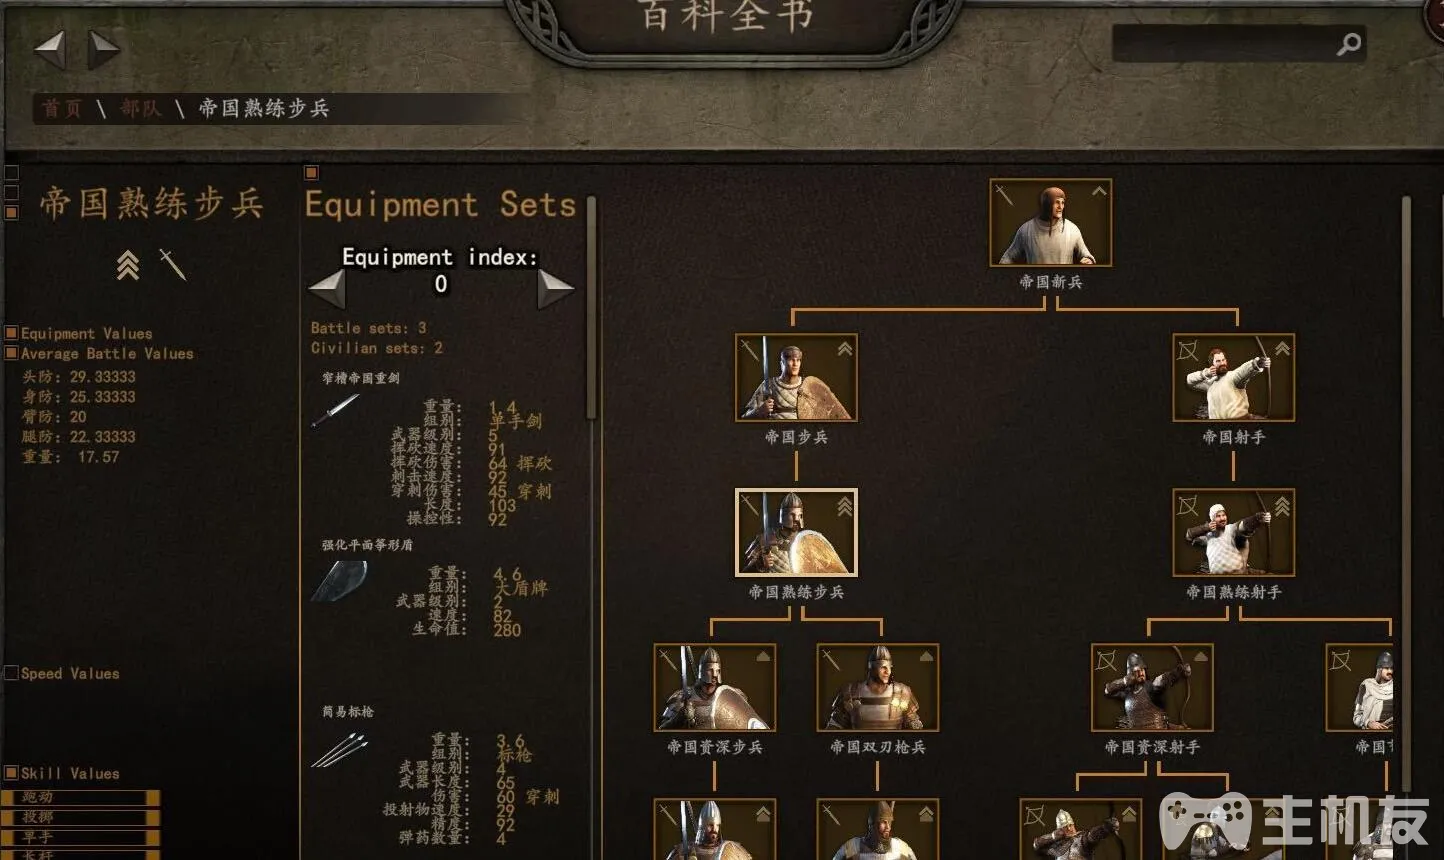 百科全书
首页 \ 部队 \ 帝国熟练步兵
帝国熟练步兵
Equipment Values
Average Battle Values
头防: 29.33333
身防: 25.33333
臂防: 20
腿防: 22.33333
重量: 17.57
Speed Values
Skill Values
跑动
投掷
单手
长杆
Equipment Sets
Equipment index:
0
Battle sets: 3
Civilian sets: 2
窄槽帝国重剑
重量: 1.4
组别: 单手剑
武器级别: 5
挥砍速度: 91
挥砍伤害: 64 挥砍
刺击速度: 92
穿刺伤害: 45 穿刺
长度: 103
操控性: 92
强化平面筝形盾
重量: 4.6
组别: 大盾牌
武器级别: 2
速度: 82
生命值: 280
简易标枪
重量: 3.6
组别: 标枪
武器级别: 4
武器长度: 65
伤害: 60 穿刺
投射物速度: 29
精度: 92
弹药数量: 4
帝国新兵
帝国步兵
帝国射手
帝国熟练步兵
帝国熟练射手
帝国资深步兵
帝国双刃枪兵
帝国资深射手
帝国
主机友